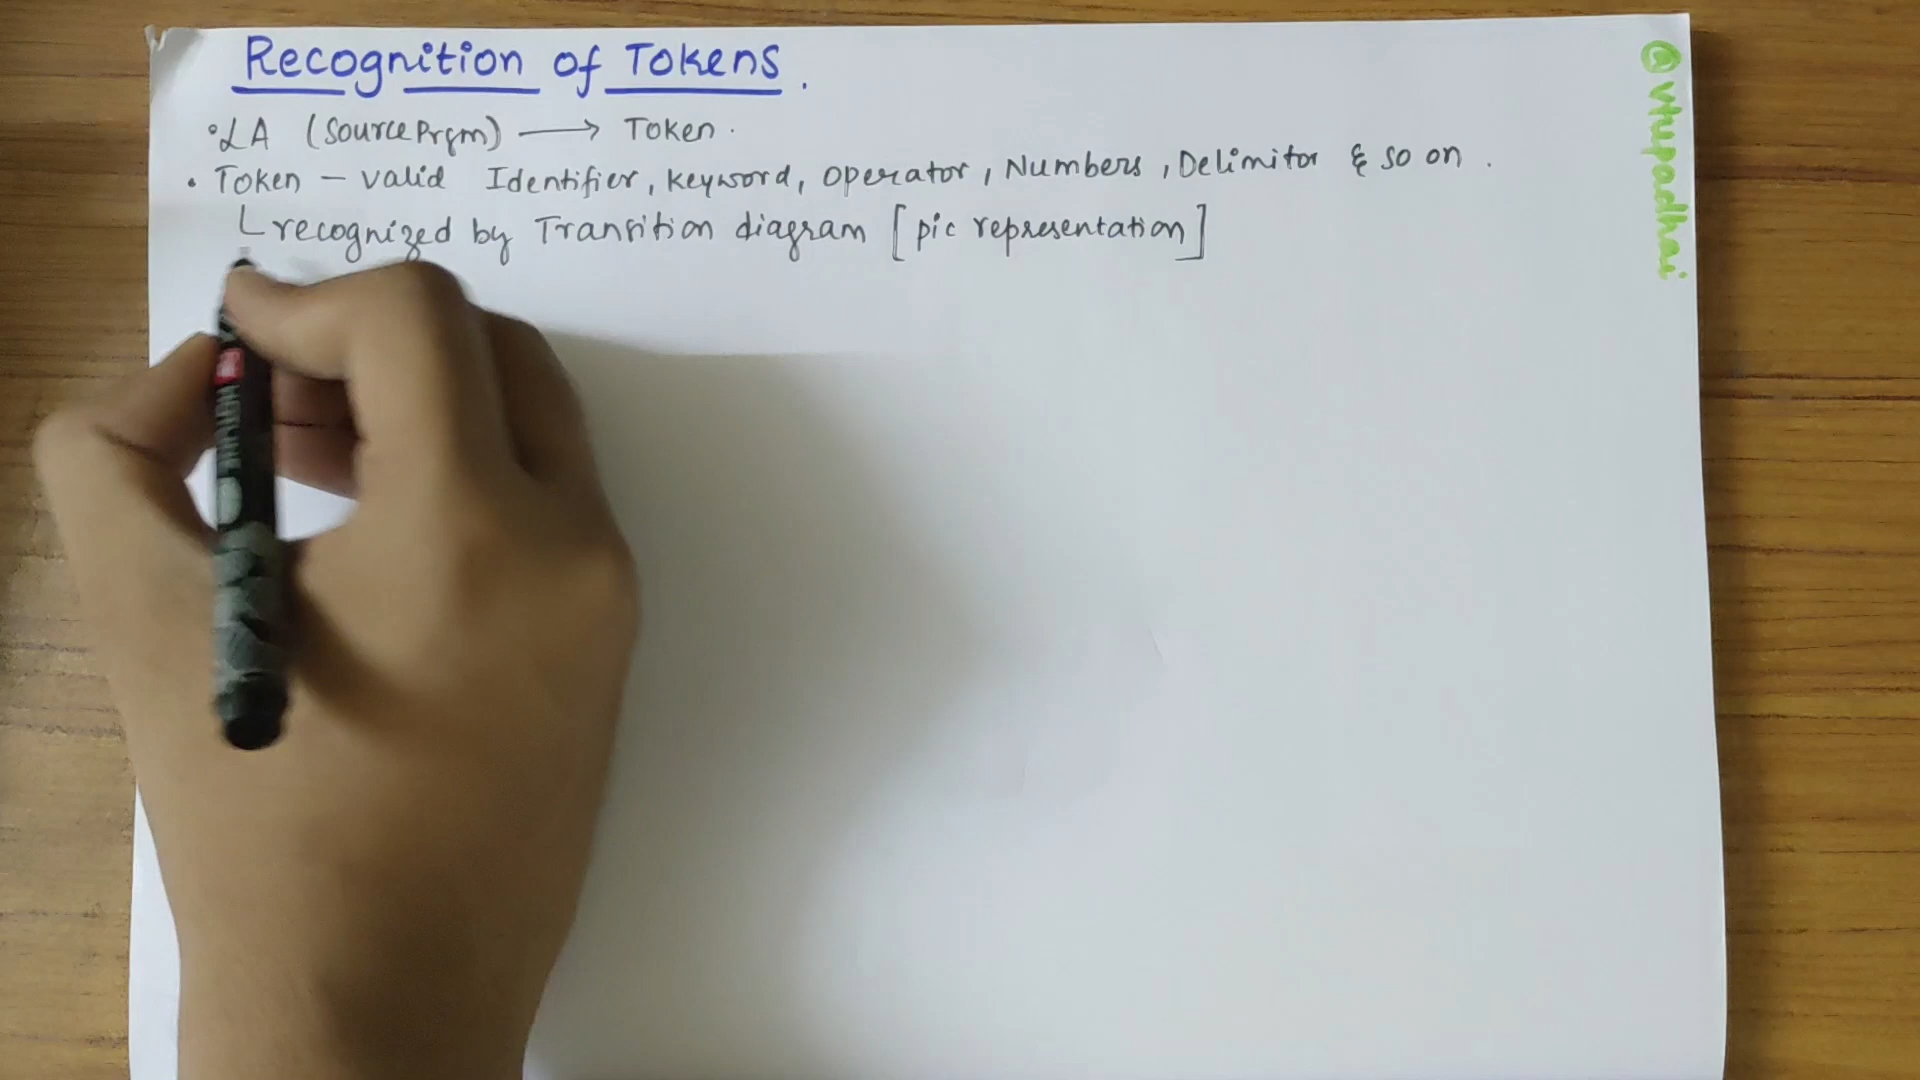 Recognition of Tokens.
• LA (Source Prgm) → Token.
• Token – valid Identifier, keyword, operator, Numbers, Delimitor & so on.
└ recognized by Transition diagram [pic representation]
@vtupadhai